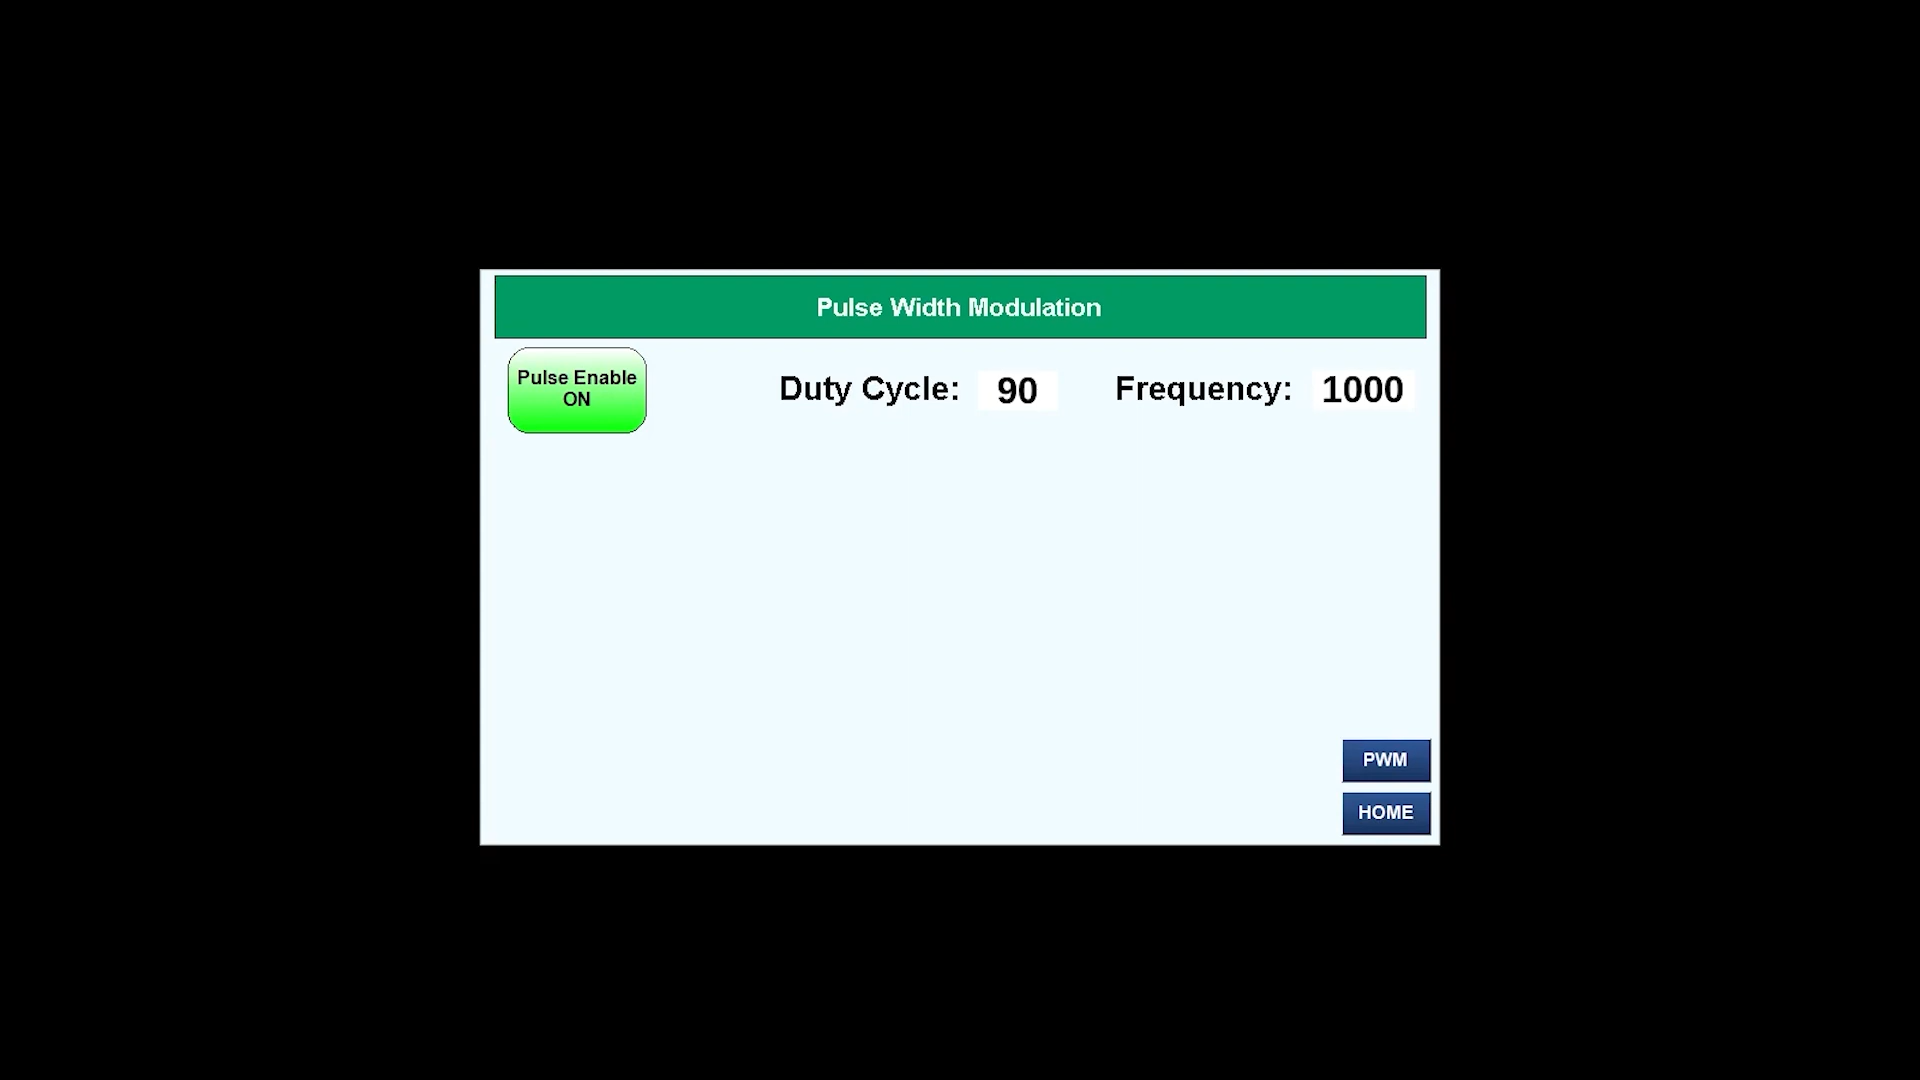 Pulse Width Modulation
Pulse Enable
ON
Duty Cycle: 90 Frequency: 1000
PWM
HOME